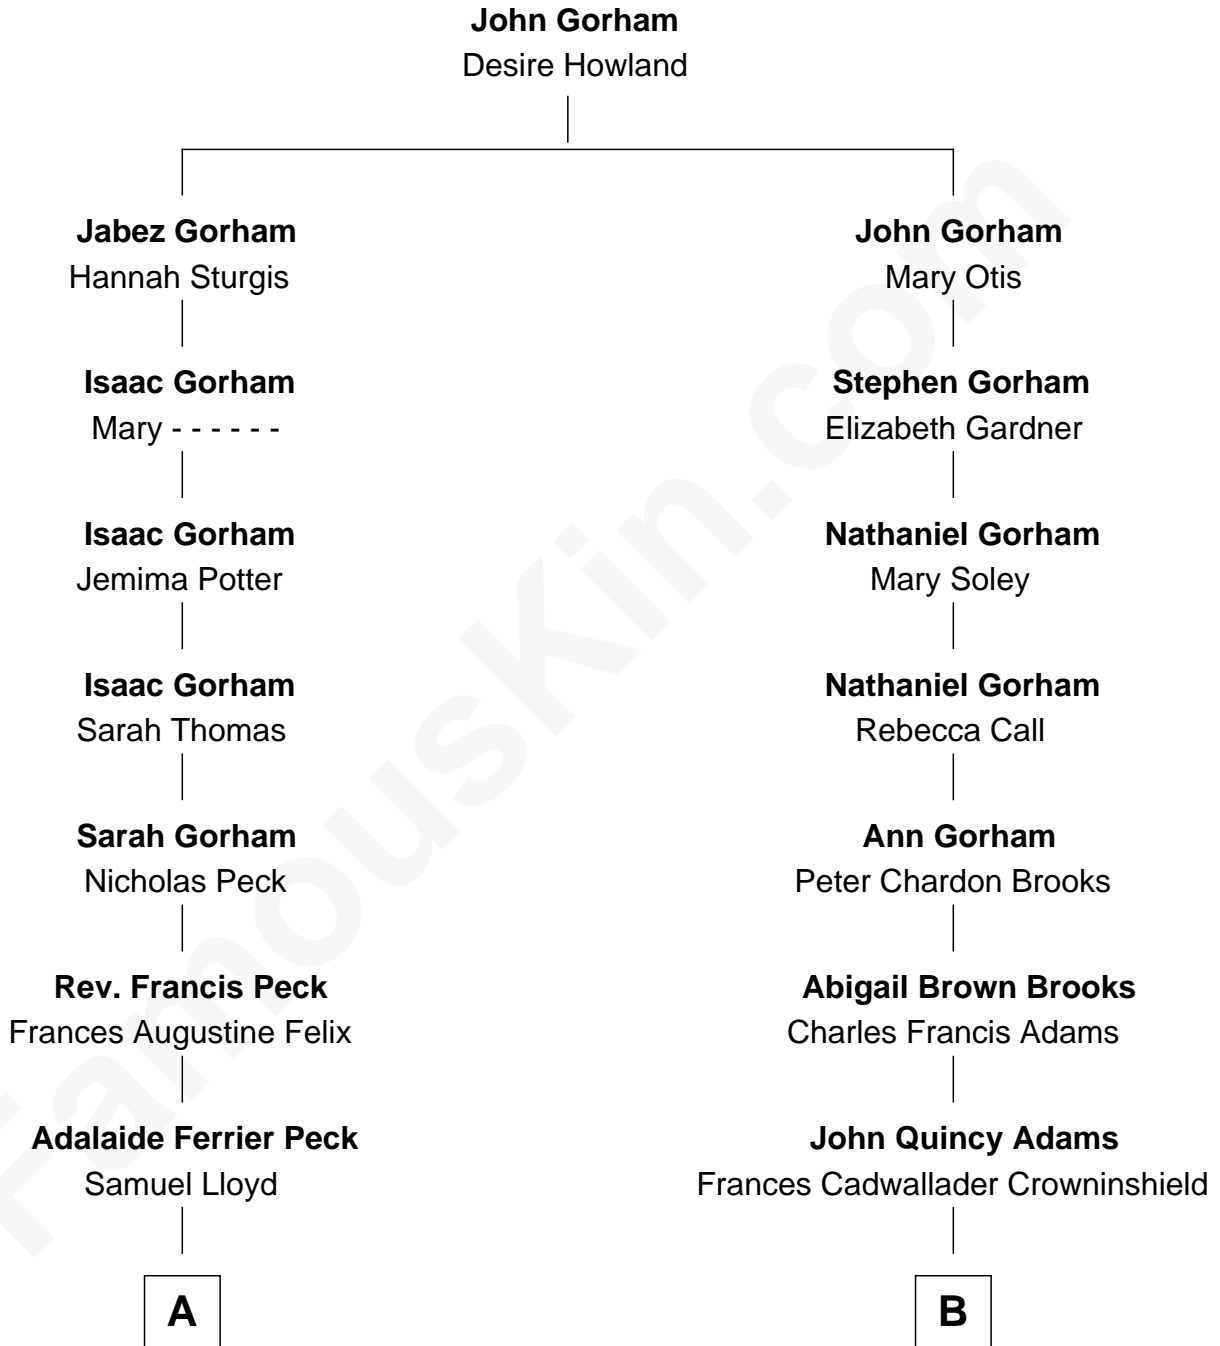 John Gorham
Desire Howland
Jabez Gorham
Hannah Sturgis
John Gorham
Mary Otis
Isaac Gorham
Mary - - - - - -
Stephen Gorham
Elizabeth Gardner
Isaac Gorham
Jemima Potter
Nathaniel Gorham
Mary Soley
Isaac Gorham
Sarah Thomas
Nathaniel Gorham
Rebecca Call
Sarah Gorham
Nicholas Peck
Ann Gorham
Peter Chardon Brooks
Rev. Francis Peck
Frances Augustine Felix
Abigail Brown Brooks
Charles Francis Adams
Adalaide Ferrier Peck
Samuel Lloyd
John Quincy Adams
Frances Cadwallader Crowninshield
A
B
FamousKin.com